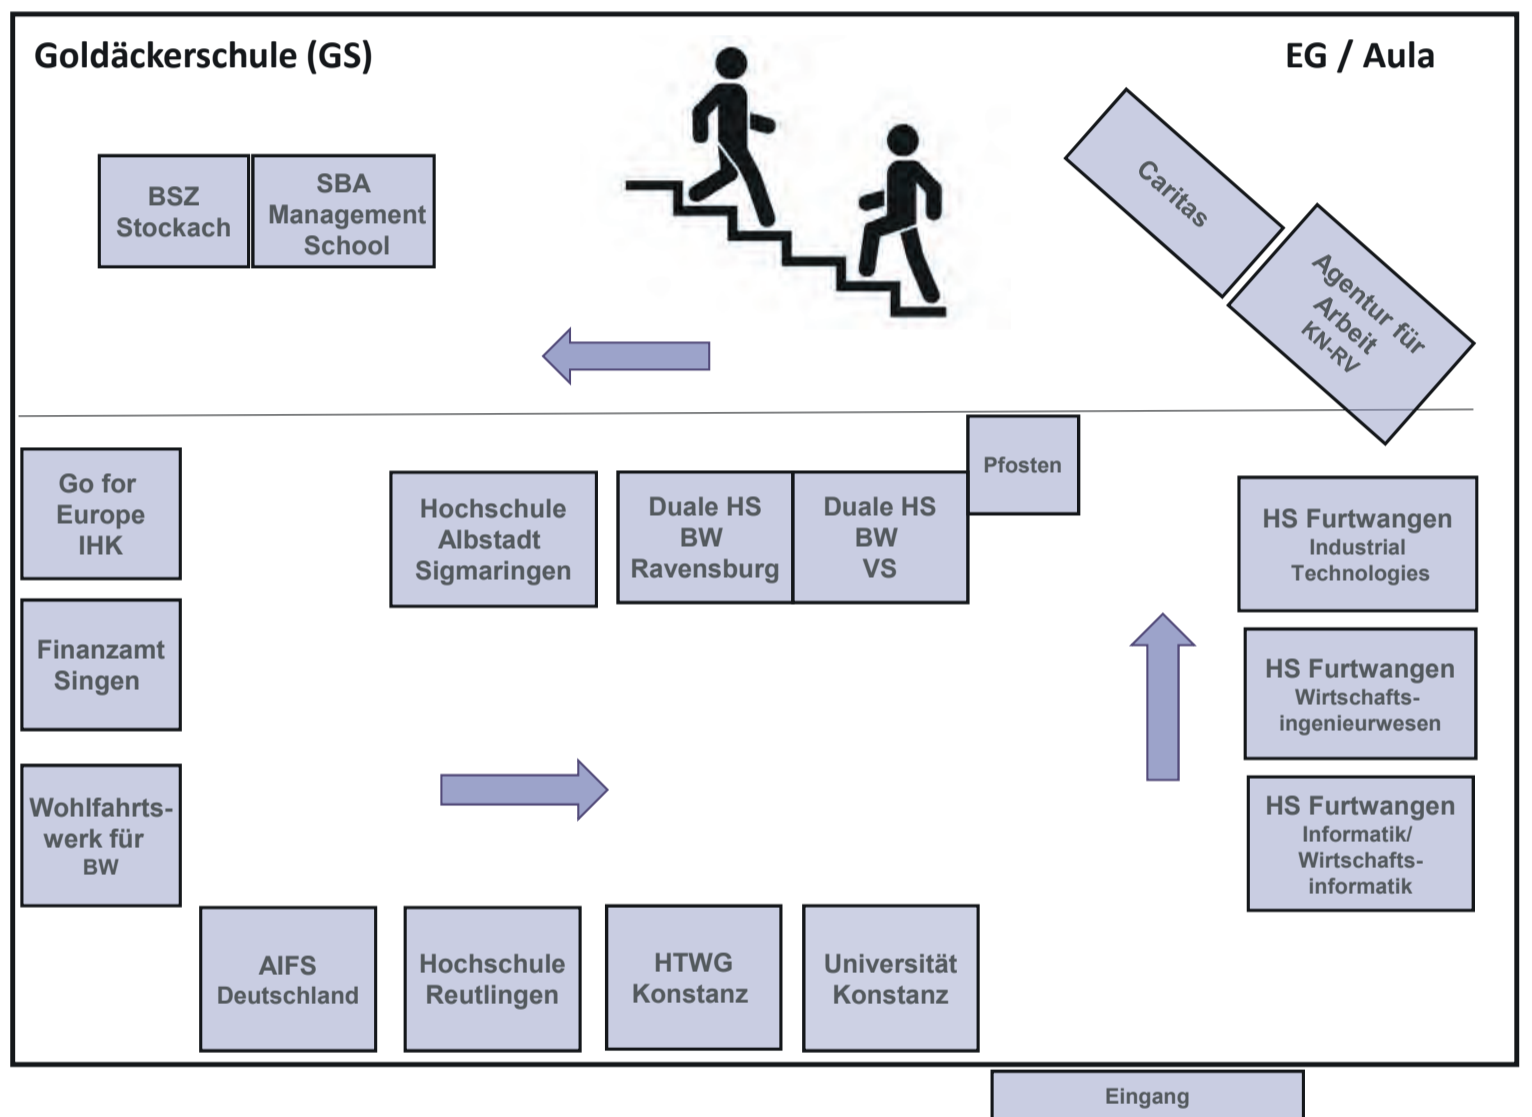 Goldäckerschule (GS)
EG / Aula
BSZ
Stockach
SBA
Management
School
Caritas
Agentur für
Arbeit
KN-RV
Go for
Europe
IHK
Hochschule
Albstadt
Sigmaringen
Duale HS
BW
Ravensburg
Duale HS
BW
VS
Pfosten
HS Furtwangen
Industrial
Technologies
Finanzamt
Singen
HS Furtwangen
Wirtschafts-
ingenieurwesen
Wohlfahrts-
werk für
BW
HS Furtwangen
Informatik/
Wirtschafts-
informatik
AIFS
Deutschland
Hochschule
Reutlingen
HTWG
Konstanz
Universität
Konstanz
Eingang